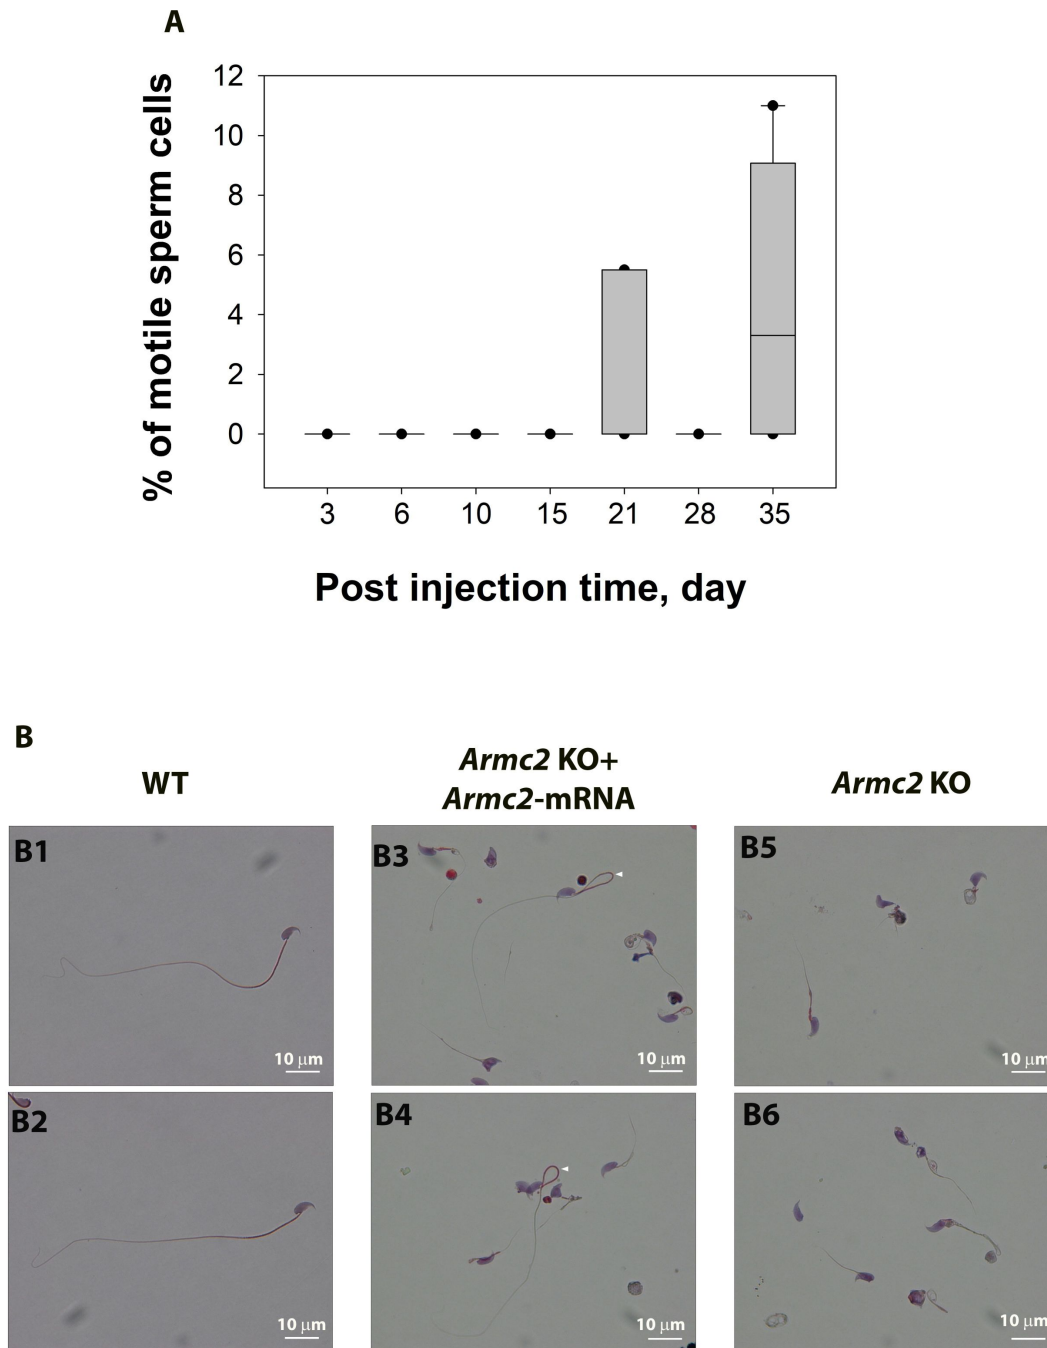 A
12
10
8
6
4
2
0
% of motile sperm cells
3 6 10 15 21 28 35
Post injection time, day
B
WT
Armc2 KO+
Armc2-mRNA
Armc2 KO
B1
10 μm
B3
10 μm
B5
10 μm
B2
10 μm
B4
10 μm
B6
10 μm